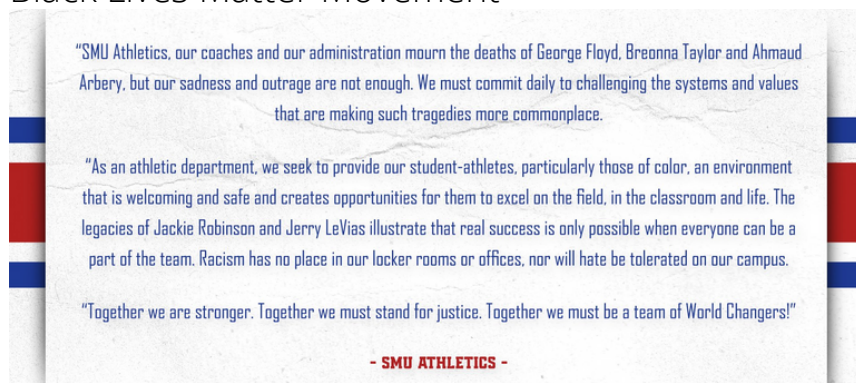 Black Lives Matter Movement
“SMU Athletics, our coaches and our administration mourn the deaths of George Floyd, Breonna Taylor and Ahmaud
Arbery, but our sadness and outrage are not enough. We must commit daily to challenging the systems and values
that are making such tragedies more commonplace.
“As an athletic department, we seek to provide our student-athletes, particularly those of color, an environment
that is welcoming and safe and creates opportunities for them to excel on the field, in the classroom and life. The
legacies of Jackie Robinson and Jerry LeVias illustrate that real success is only possible when everyone can be a
part of the team. Racism has no place in our locker rooms or offices, nor will hate be tolerated on our campus.
“Together we are stronger. Together we must stand for justice. Together we must be a team of World Changers!”
- SMU ATHLETICS -